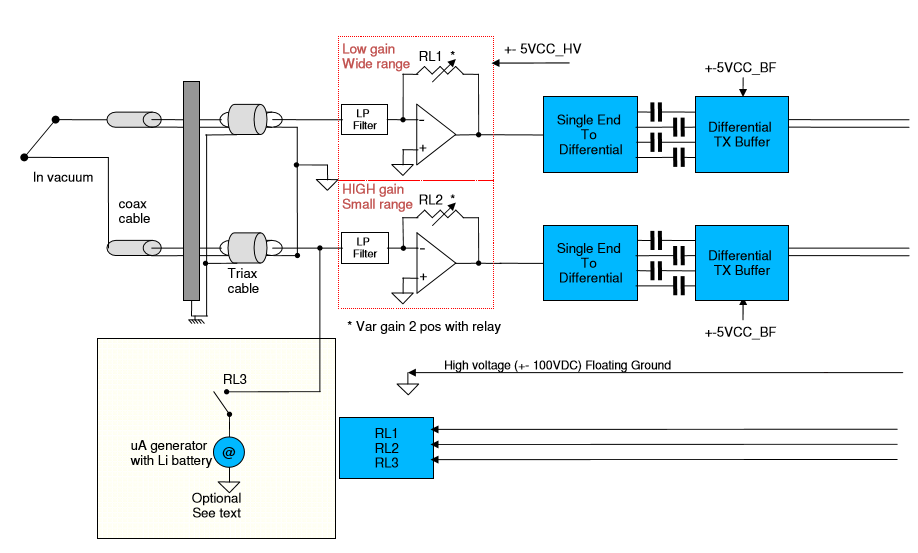 Low gain
Wide range
RL1 *
+- 5VCC_HV
+-5VCC_BF
LP
Filter
-
+
Single End
To
Differential
Differential
TX Buffer
In vacuum
coax
cable
HIGH gain
Small range
RL2 *
LP
Filter
-
+
Single End
To
Differential
Differential
TX Buffer
Triax
cable
* Var gain 2 pos with relay
+-5VCC_BF
High voltage (+- 100VDC) Floating Ground
RL3
RL1
RL2
RL3
uA generator
with Li battery
@
Optional
See text